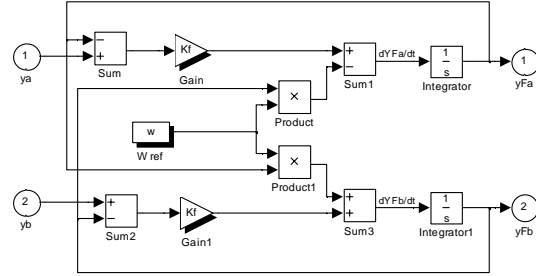 1
ya
−
+
Sum
Kf
Gain
+
−
Sum1
dYFa/dt
1
s
Integrator
1
yFa
w
W ref
×
Product
×
Product1
2
yb
+
−
Sum2
Kf
Gain1
+
+
Sum3
dYFb/dt
1
s
Integrator1
2
yFb